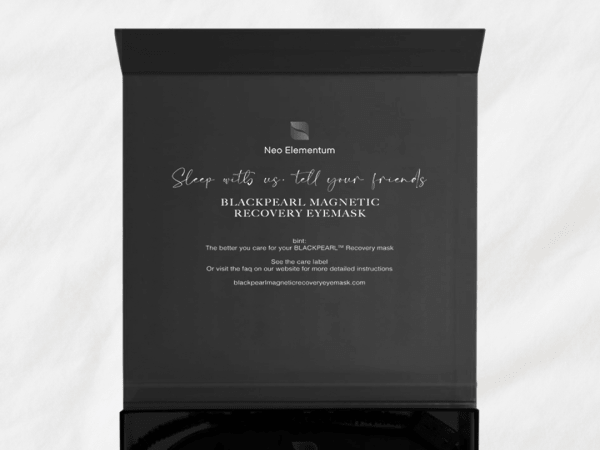 Neo Elementum
Sleep with us, tell your friends
BLACKPEARL MAGNETIC
RECOVERY EYEMASK
hint:
The better you care for your BLACKPEARL™ Recovery mask
See the care label
Or visit the faq on our website for more detailed instructions
blackpearlmagneticrecoveryeyemask.com